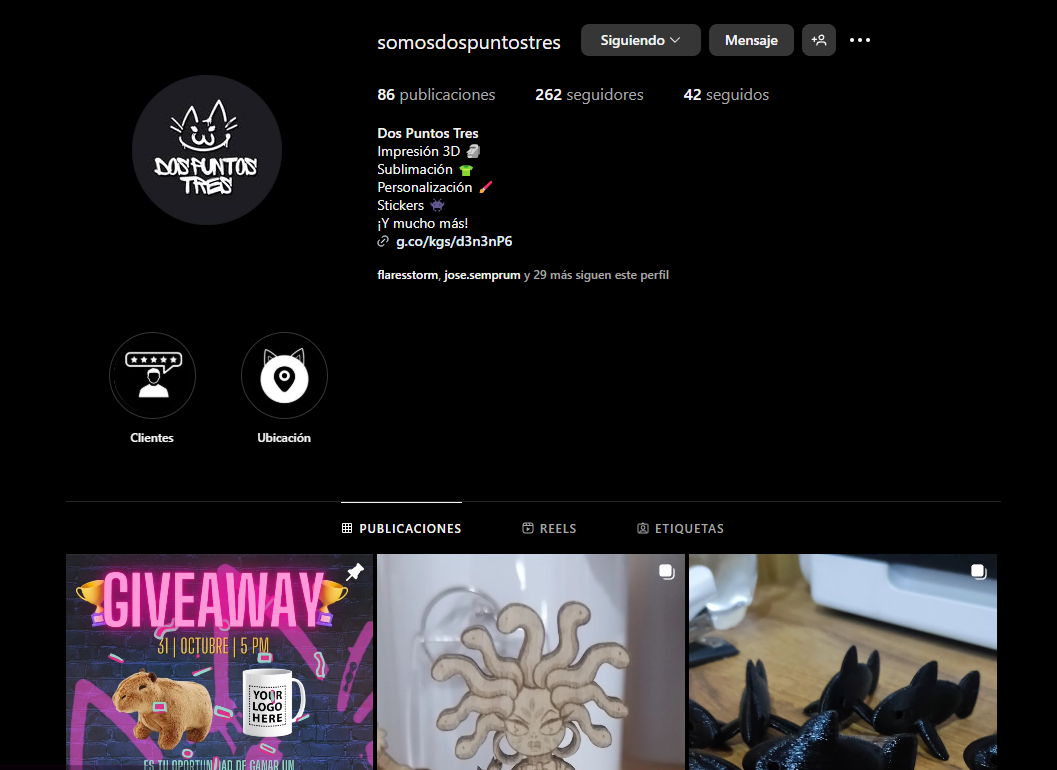 somosdospuntostres
Siguiendo
Mensaje
86 publicaciones
262 seguidores
42 seguidos
DOS PUNTOS
TRES
Dos Puntos Tres
Impresión 3D 🗿
Sublimación 👕
Personalización 🖌️
Stickers 👾
¡Y mucho más!
g.co/kgs/d3n3nP6
flaresstorm, jose.semprum y 29 más siguen este perfil
Clientes
Ubicación
PUBLICACIONES
REELS
ETIQUETAS
GIVEAWAY
31 | OCTUBRE | 5 PM
YOUR
LOGO
HERE
ES TU OPORTUNIDAD DE GANAR UN